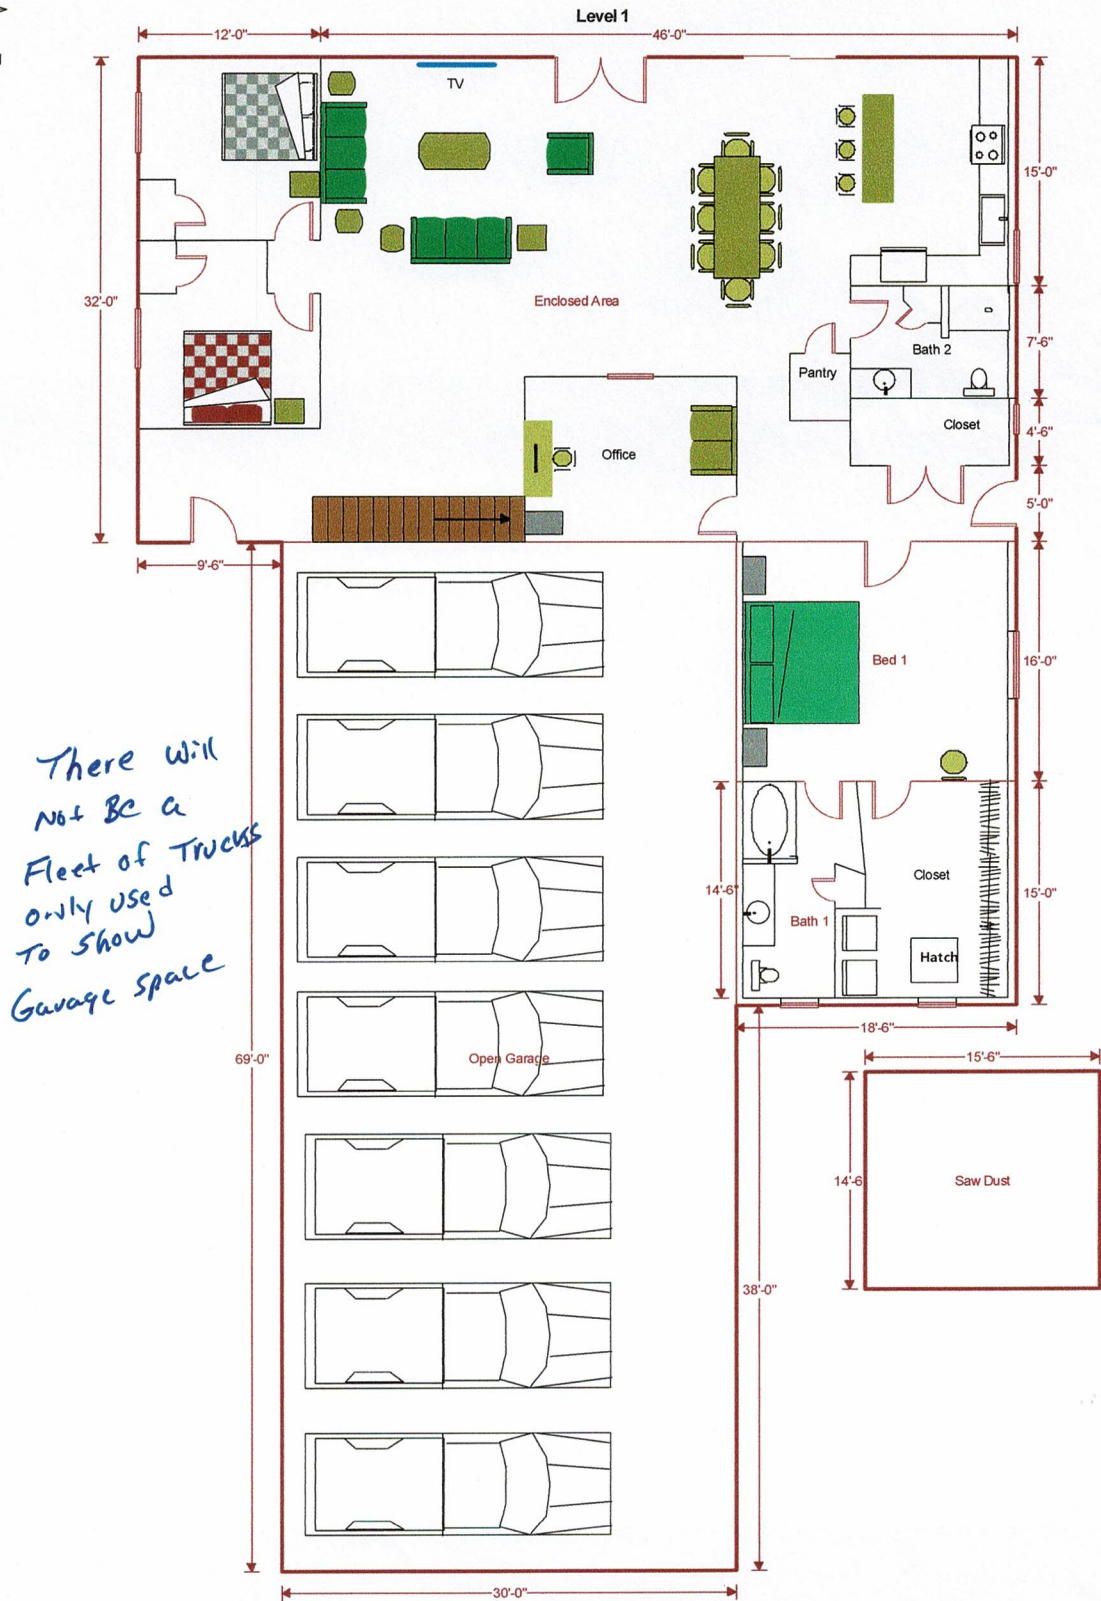 Level 1
12'-0"
46'-0"
TV
15'-0"
32'-0"
Enclosed Area
7'-6"
Bath 2
Pantry
Closet
4'-6"
Office
5'-0"
9'-6"
Bed 1
16'-0"
There will
Not BE a
Fleet of Trucks
only used
To show
Garage space
14'-6"
Closet
15'-0"
Bath 1
Hatch
18'-6"
69'-0"
Open Garage
15'-6"
14'-6
Saw Dust
38'-0"
30'-0"